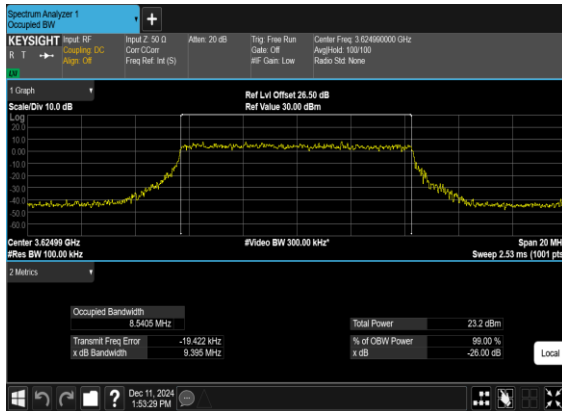 Spectrum Analyzer 1
Occupied BW
+
KEYSIGHT Input: RF Input Z: 50 Ω Atten: 20 dB Trig: Free Run Center Freq: 3.624990000 GHz
R T Coupling: DC Corr CCorr Gate: Off Avg|Hold: 100/100
Align: Off Freq Ref: Int (S) #IF Gain: Low Radio Std: None
1 Graph
Ref Lvl Offset 26.50 dB
Scale/Div 10.0 dB Ref Value 30.00 dBm
Log
20.0
10.0
0.00
-10.0
-20.0
-30.0
-40.0
-50.0
-60.0
Center 3.62499 GHz #Video BW 300.00 kHz* Span 20 MH
#Res BW 100.00 kHz Sweep 2.53 ms (1001 pts
2 Metrics
Occupied Bandwidth
8.5405 MHz Total Power 23.2 dBm
Transmit Freq Error -19.422 kHz % of OBW Power 99.00 %
x dB Bandwidth 9.395 MHz x dB -26.00 dB
Local
? Dec 11, 2024
1:53:29 PM